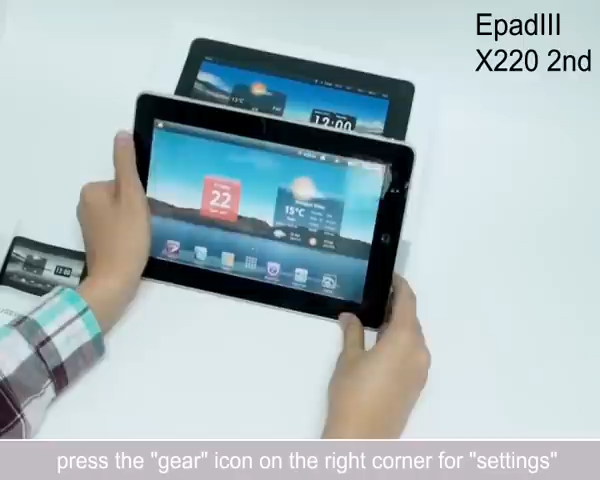 EpadIII
X220 2nd
12:00
22
15°C
press the "gear" icon on the right corner for "settings"